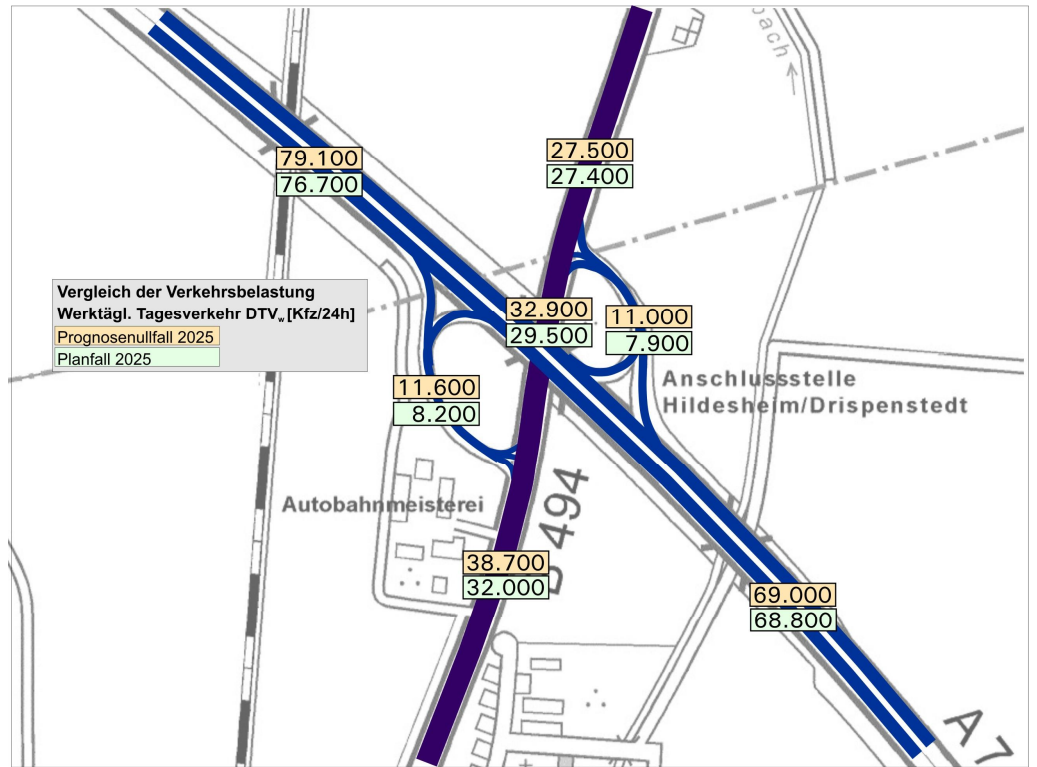 bach
27.500
27.400
79.100
76.700
Vergleich der Verkehrsbelastung
Werktägl. Tagesverkehr DTVw [Kfz/24h]
Prognosenullfall 2025
Planfall 2025
32.900
29.500
11.000
7.900
11.600
8.200
Anschlussstelle
Hildesheim/Drispenstedt
Autobahnmeisterei
B 494
38.700
32.000
69.000
68.800
A 7